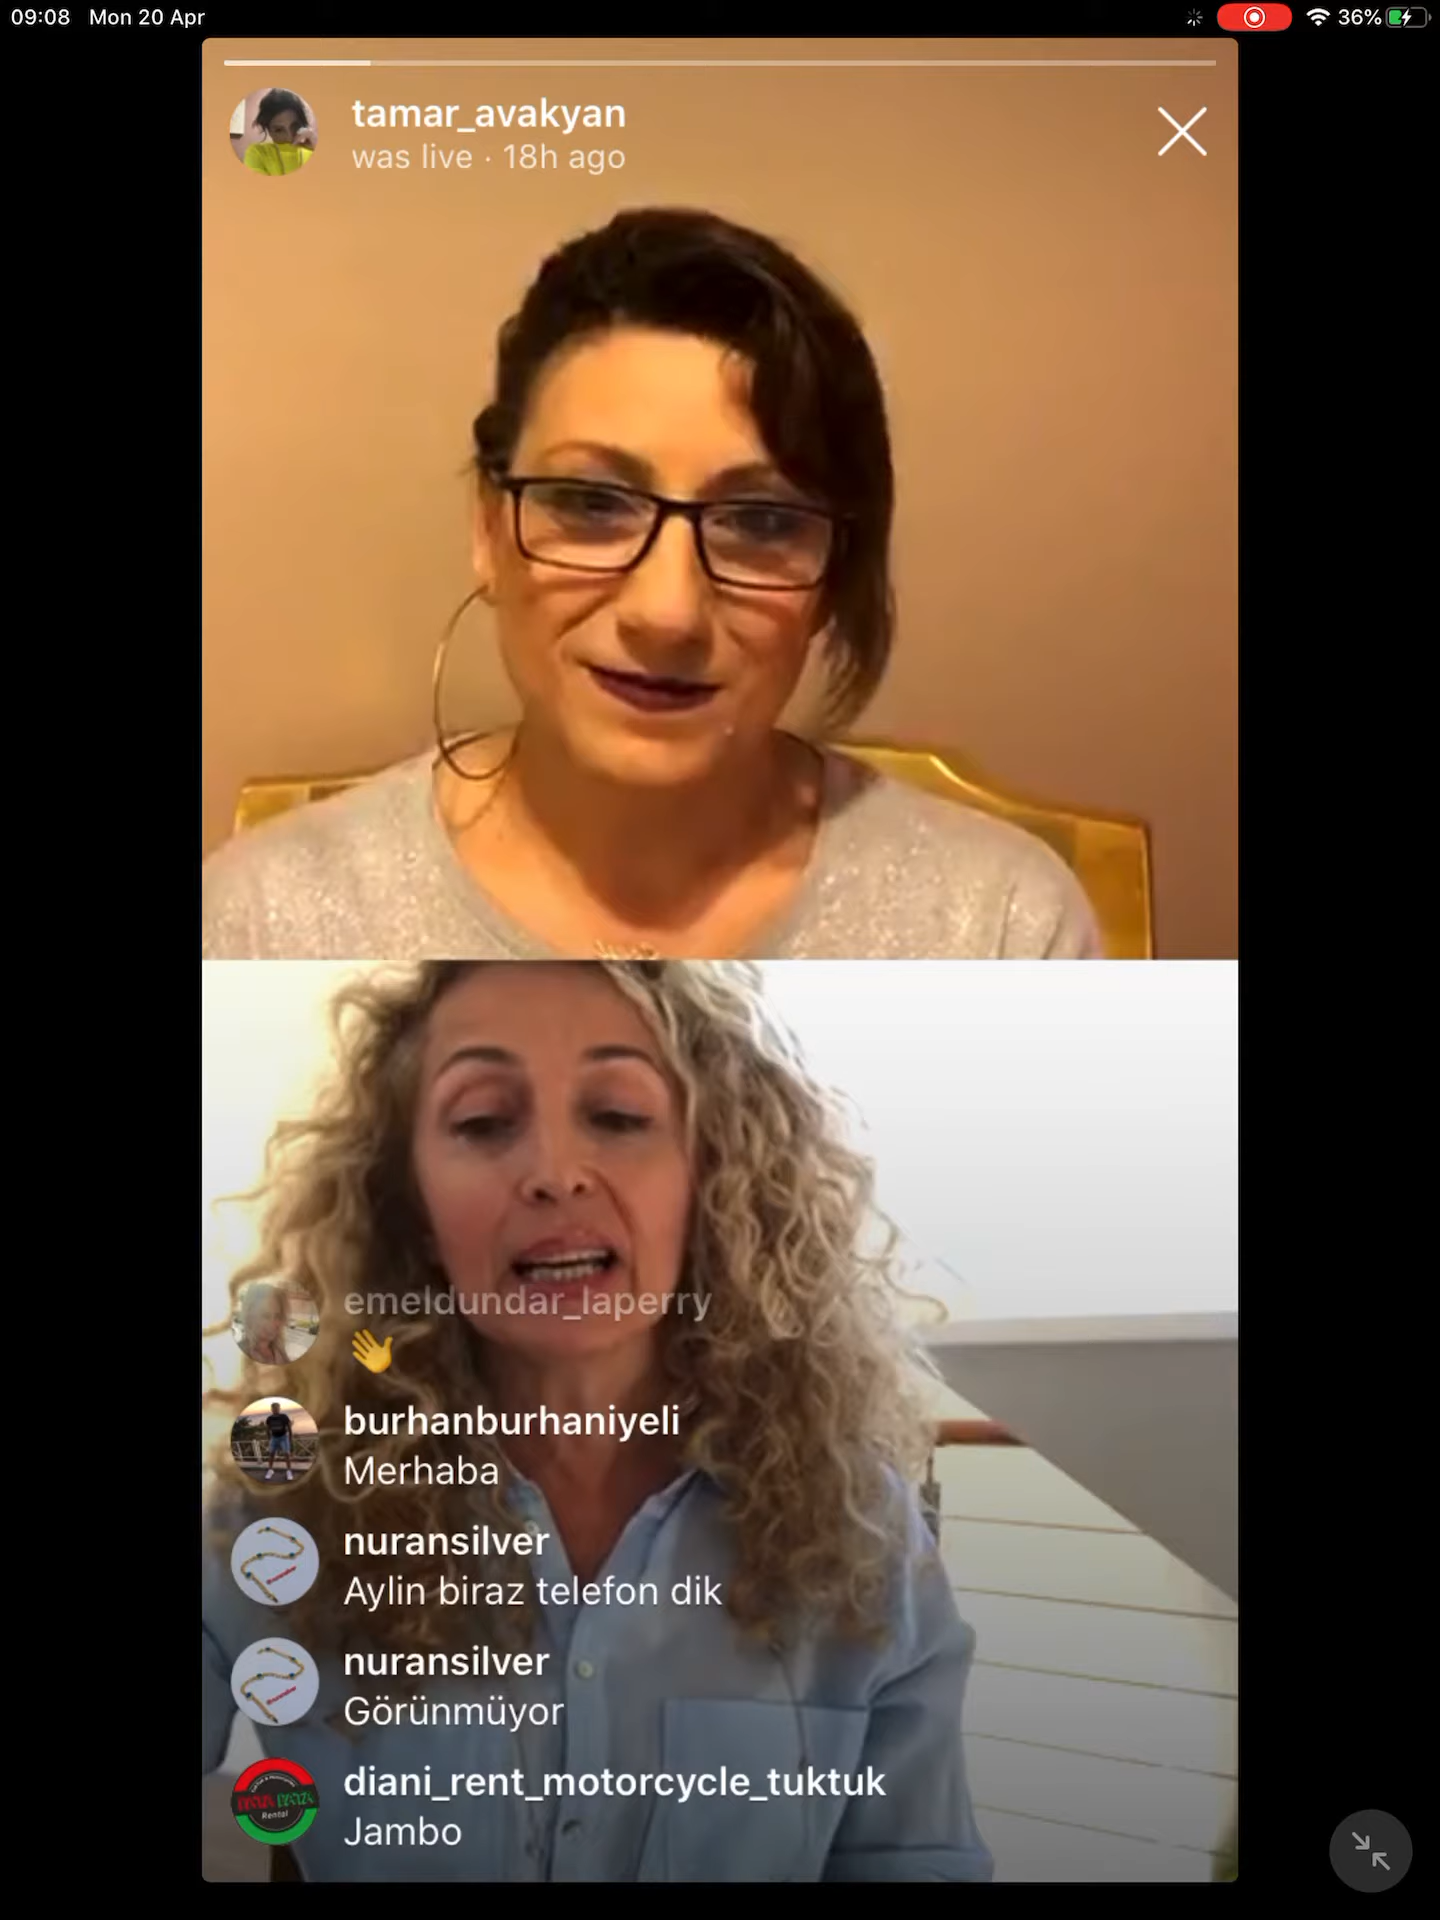 09:08 Mon 20 Apr
36%
tamar_avakyan
was live · 18h ago
emeldundar_laperry
👋
burhanburhaniyeli
Merhaba
nuransilver
Aylin biraz telefon dik
nuransilver
Görünmüyor
diani_rent_motorcycle_tuktuk
Rental
Jambo